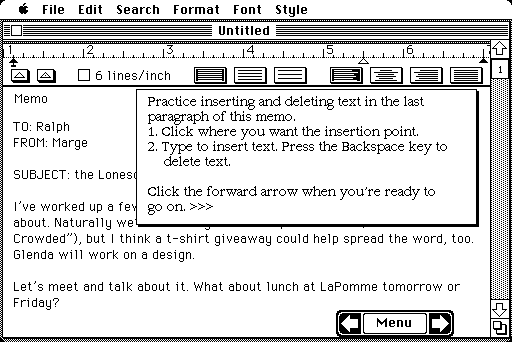 File Edit Search Format Font Style
Untitled
1 2 3 4 5 6 7
6 lines/inch
1
Memo
TO: Ralph
FROM: Marge
SUBJECT: the Lonesc
Practice inserting and deleting text in the last
paragraph of this memo.
1. Click where you want the insertion point.
2. Type to insert text. Press the Backspace key to
delete text.
Click the forward arrow when you're ready to
go on. >>>
I've worked up a few
about. Naturally we'
Crowded"), but I think a t-shirt giveaway could help spread the word, too.
Glenda will work on a design.
Let's meet and talk about it. What about lunch at LaPomme tomorrow or
Friday?
Menu